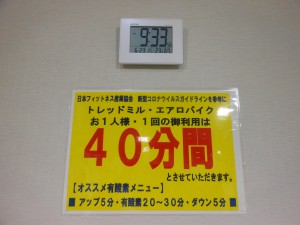 9:33
日本フィットネス産業協会 新型コロナウイルスガイドラインを参考に
トレッドミル・エアロバイク
お1人様・1回の御利用は
40分間
とさせていただきます。
【オススメ有酸素メニュー】
■ アップ5分・有酸素20～30分・ダウン5分 ■